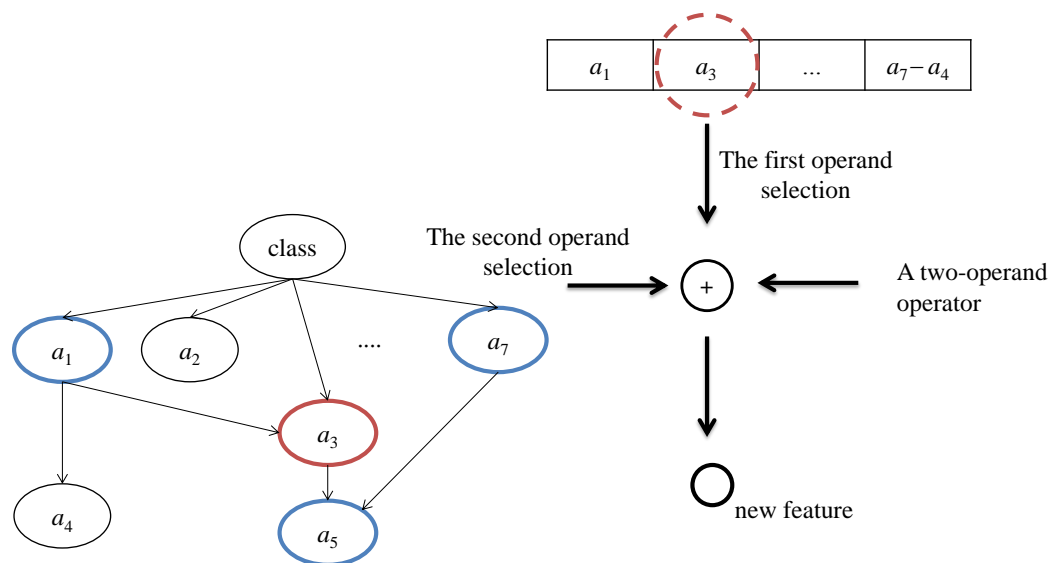 a₁ a₃ ... a₇−a₄
The first operand
selection
The second operand
selection
class
+
A two-operand
operator
a₁ a₂ .... a₇
a₃
a₄
a₅
new feature